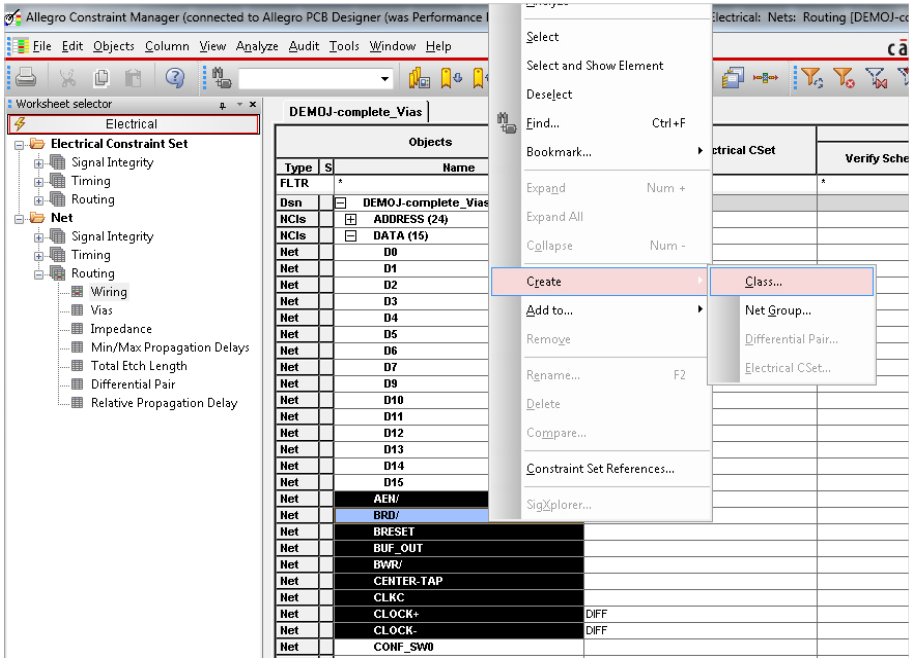 Allegro Constraint Manager (connected to Allegro PCB Designer (was Performance
Electrical: Nets: Routing [DEMOJ-co
File Edit Objects Column View Analyze Audit Tools Window Help
Worksheet selector
Electrical
Electrical Constraint Set
Signal Integrity
Timing
Routing
Net
Signal Integrity
Timing
Routing
Wiring
Vias
Impedance
Min/Max Propagation Delays
Total Etch Length
Differential Pair
Relative Propagation Delay
DEMOJ-complete_Vias
Objects
ctrical CSet
Verify Sche
Type S Name
FLTR * *
Dsn DEMOJ-complete_Vias
NCls ADDRESS (24)
NCls DATA (15)
Net D0
Net D1
Net D2
Net D3
Net D4
Net D5
Net D6
Net D7
Net D9
Net D10
Net D11
Net D12
Net D13
Net D14
Net D15
Net AEN/
Net BRD/
Net BRESET
Net BUF_OUT
Net BWR/
Net CENTER-TAP
Net CLKC
Net CLOCK+ DIFF
Net CLOCK- DIFF
Net CONF_SW0
Analyze
Select
Select and Show Element
Deselect
Find... Ctrl+F
Bookmark...
Expand Num +
Expand All
Collapse Num -
Create
Add to...
Remove
Rename... F2
Delete
Compare...
Constraint Set References...
SigXplorer...
Class...
Net Group...
Differential Pair...
Electrical CSet...